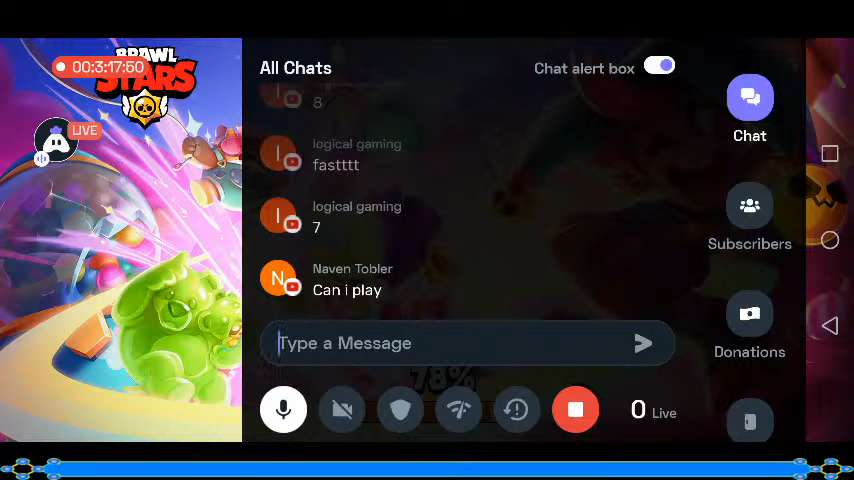 BRAWL
STARS
00:3:17:50
LIVE
All Chats
Chat alert box
8
logical gaming
fastttt
logical gaming
7
N
Naven Tobler
Can i play
Type a Message
78%
0 Live
Chat
Subscribers
Donations